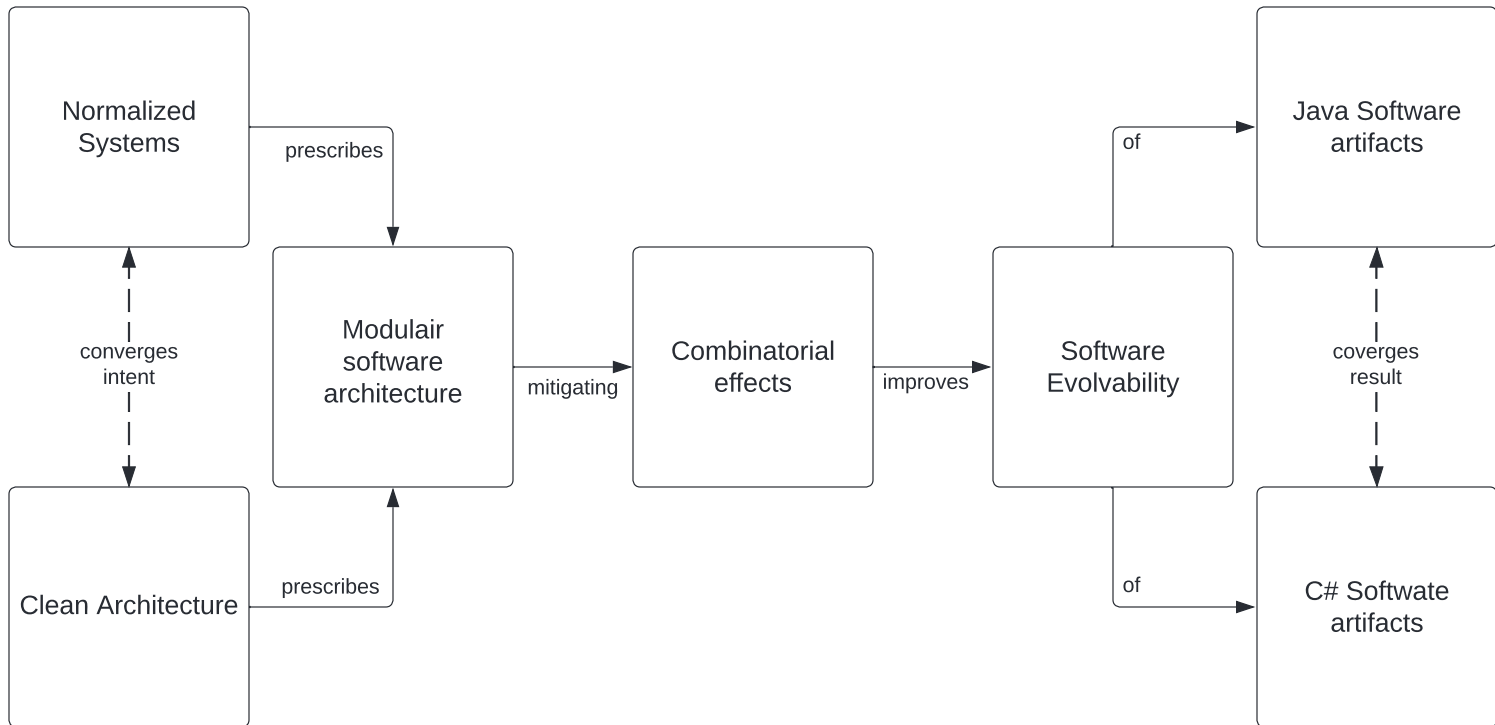 Normalized
Systems
prescribes
converges
intent
Clean Architecture
prescribes
Modulair
software
architecture
mitigating
Combinatorial
effects
improves
Software
Evolvability
of
Java Software
artifacts
coverges
result
of
C# Softwate
artifacts